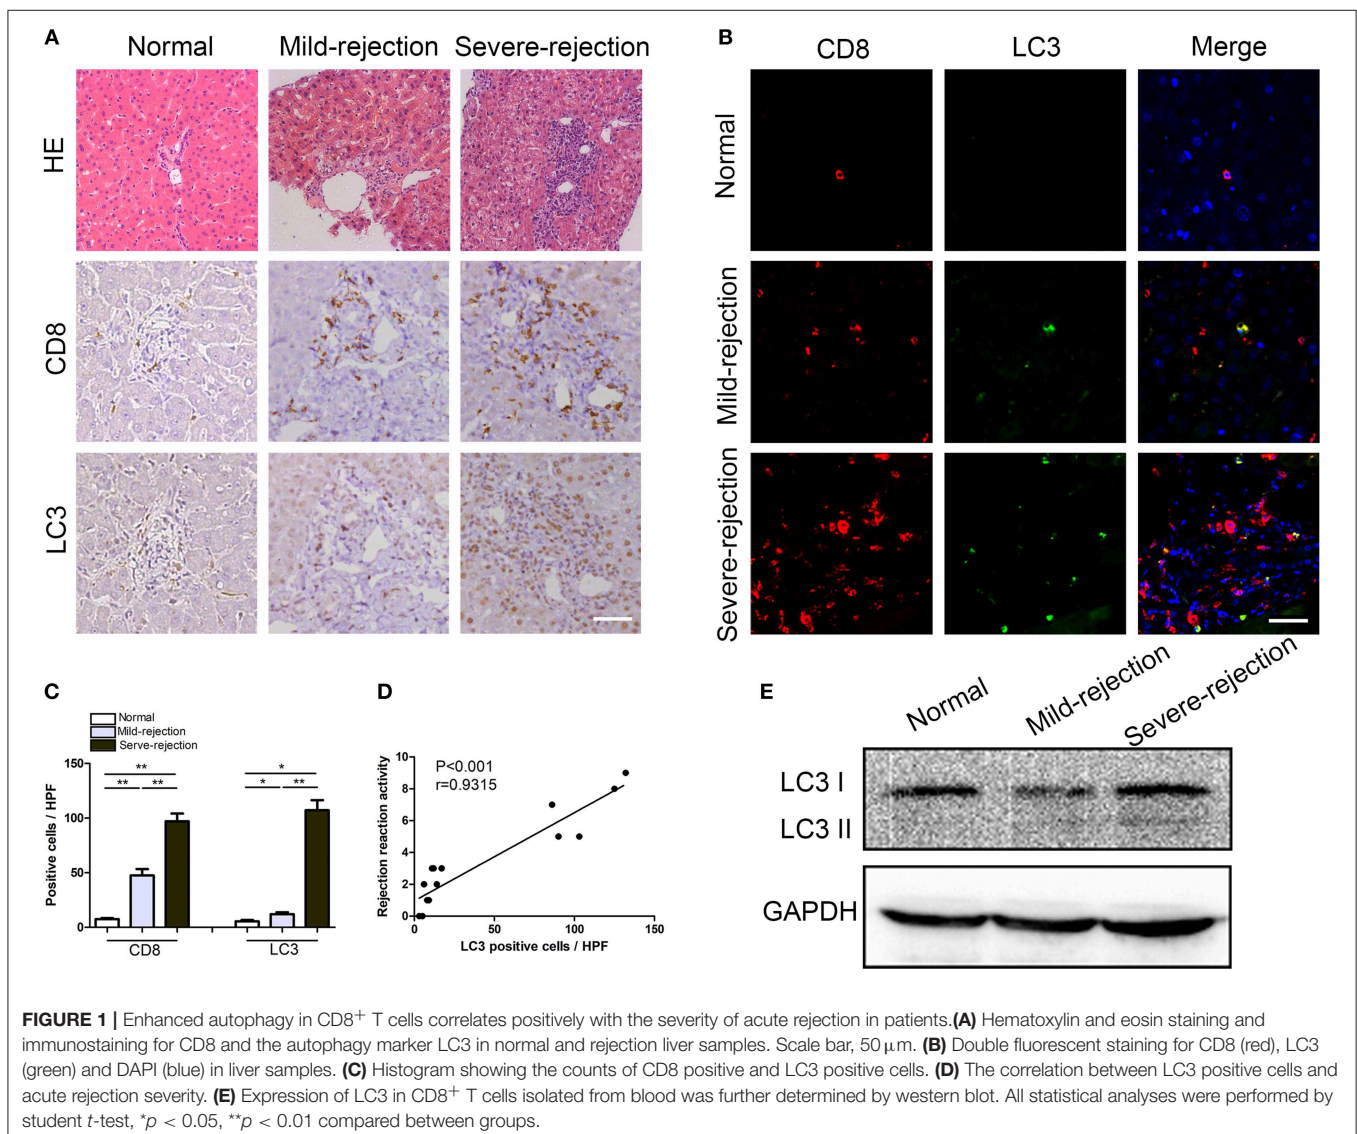 A
Normal
Mild-rejection
Severe-rejection
HE
CD8
LC3
B
CD8
LC3
Merge
Normal
Mild-rejection
Severe-rejection
C
Normal
Mild-rejection
Serve-rejection
Positive cells / HPF
150
100
50
0
**
**
**
*
*
**
CD8
LC3
D
P<0.001
r=0.9315
Rejection reaction activity
10
8
6
4
2
0
0
50
100
150
LC3 positive cells / HPF
E
Normal
Mild-rejection
Severe-rejection
LC3 I
LC3 II
GAPDH
FIGURE 1 | Enhanced autophagy in CD8+ T cells correlates positively with the severity of acute rejection in patients.(A) Hematoxylin and eosin staining and
immunostaining for CD8 and the autophagy marker LC3 in normal and rejection liver samples. Scale bar, 50 μm. (B) Double fluorescent staining for CD8 (red), LC3
(green) and DAPI (blue) in liver samples. (C) Histogram showing the counts of CD8 positive and LC3 positive cells. (D) The correlation between LC3 positive cells and
acute rejection severity. (E) Expression of LC3 in CD8+ T cells isolated from blood was further determined by western blot. All statistical analyses were performed by
student t-test, *p < 0.05, **p < 0.01 compared between groups.